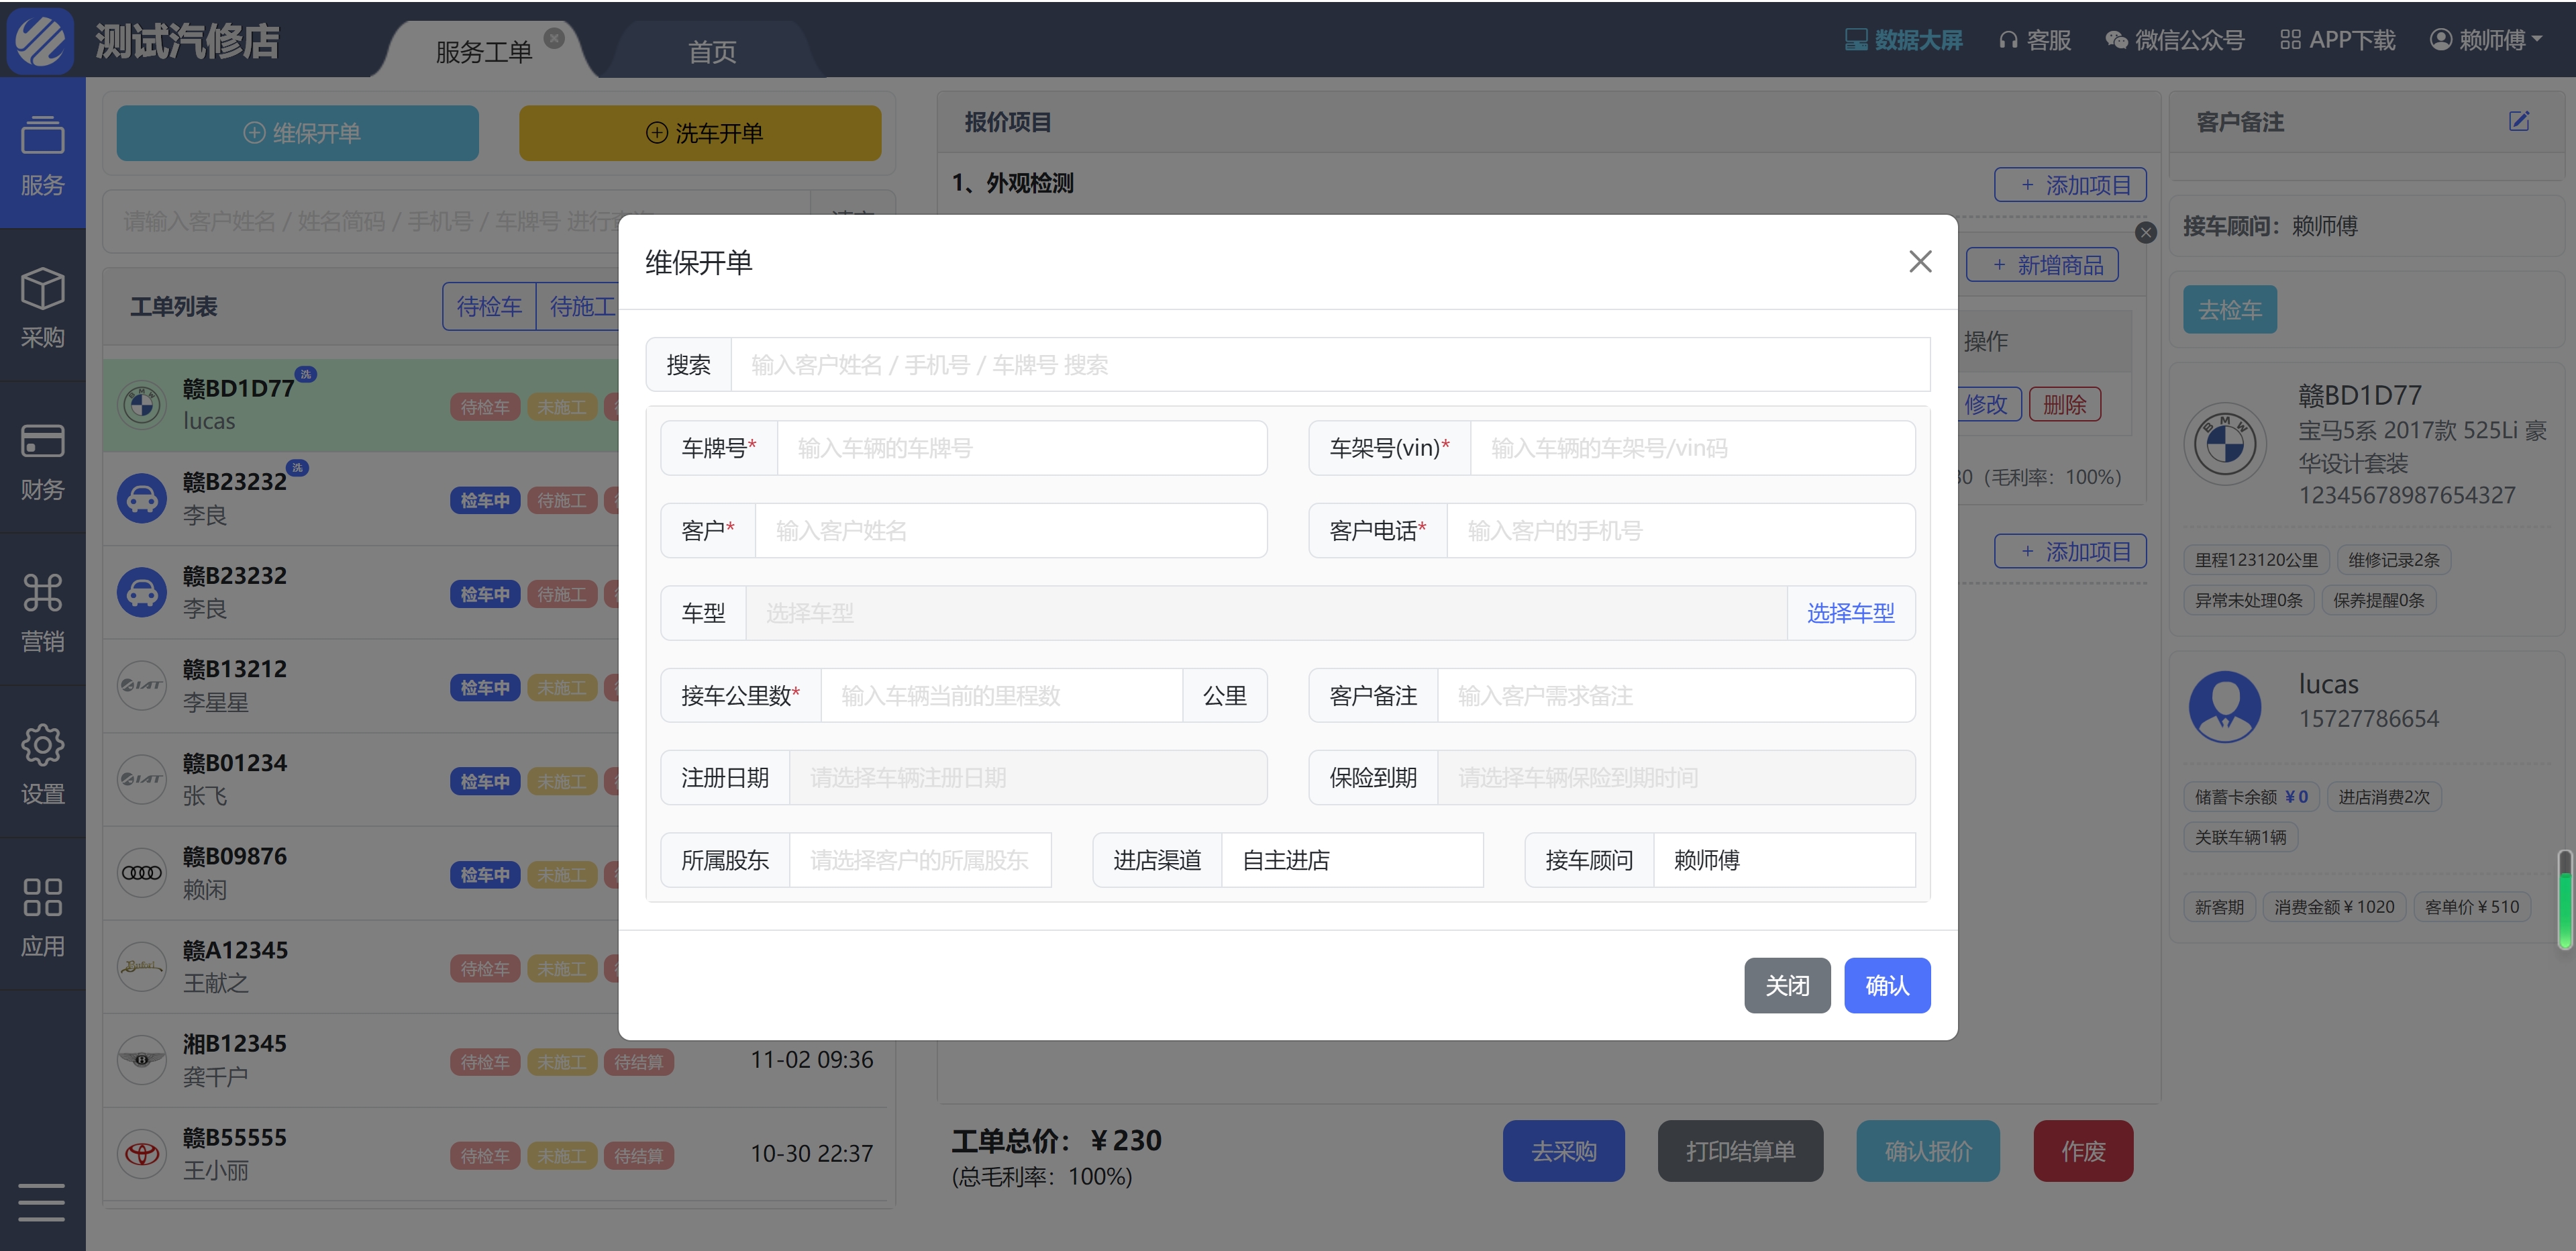 测试汽修店
服务工单
首页
数据大屏
客服
微信公众号
APP下载
赖师傅
服务
采购
财务
营销
设置
应用
维保开单
洗车开单
请输入客户姓名 / 姓名简码 / 手机号 / 车牌号 进行
工单列表
待检车
待施工
赣BD1D77
洗
lucas
待检车
未施工
赣B23232
洗
李良
检车中
待施工
赣B23232
李良
检车中
待施工
赣B13212
李星星
检车中
未施工
赣B01234
张飞
检车中
未施工
赣B09876
赖闲
检车中
未施工
赣A12345
王献之
待检车
未施工
湘B12345
龚千户
待检车
未施工
待结算
11-02 09:36
赣B55555
王小丽
待检车
未施工
待结算
10-30 22:37
报价项目
1、外观检测
+ 添加项目
+ 新增商品
操作
修改
删除
30（毛利率：100%）
+ 添加项目
维保开单
搜索
输入客户姓名 / 手机号 / 车牌号 搜索
车牌号*
输入车辆的车牌号
车架号(vin)*
输入车辆的车架号/vin码
客户*
输入客户姓名
客户电话*
输入客户的手机号
车型
选择车型
选择车型
接车公里数*
输入车辆当前的里程数
公里
客户备注
输入客户需求备注
注册日期
请选择车辆注册日期
保险到期
请选择车辆保险到期时间
所属股东
请选择客户的所属股东
进店渠道
自主进店
接车顾问
赖师傅
关闭
确认
工单总价：￥230
(总毛利率：100%)
去采购
打印结算单
确认报价
作废
客户备注
接车顾问：赖师傅
去检车
赣BD1D77
宝马5系 2017款 525Li 豪
华设计套装
12345678987654327
里程123120公里
维修记录2条
异常未处理0条
保养提醒0条
lucas
15727786654
储蓄卡余额 ￥0
进店消费2次
关联车辆1辆
新客期
消费金额￥1020
客单价￥510